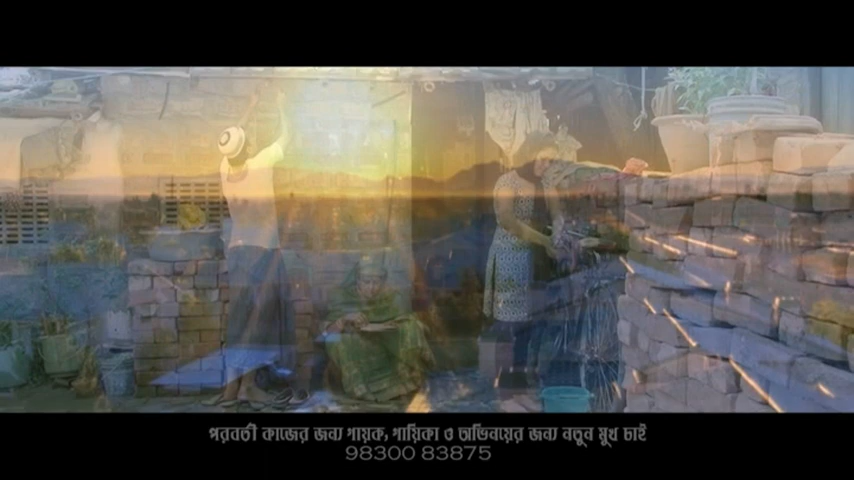 পরবর্তী কাজের জন্য গায়ক, গায়িকা ও অভিনয়ের জন্য নতুন মুখ চাই
98300 83875